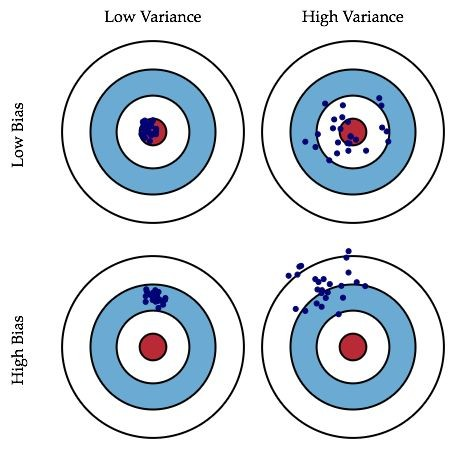 Low Variance
High Variance
Low Bias
High Bias